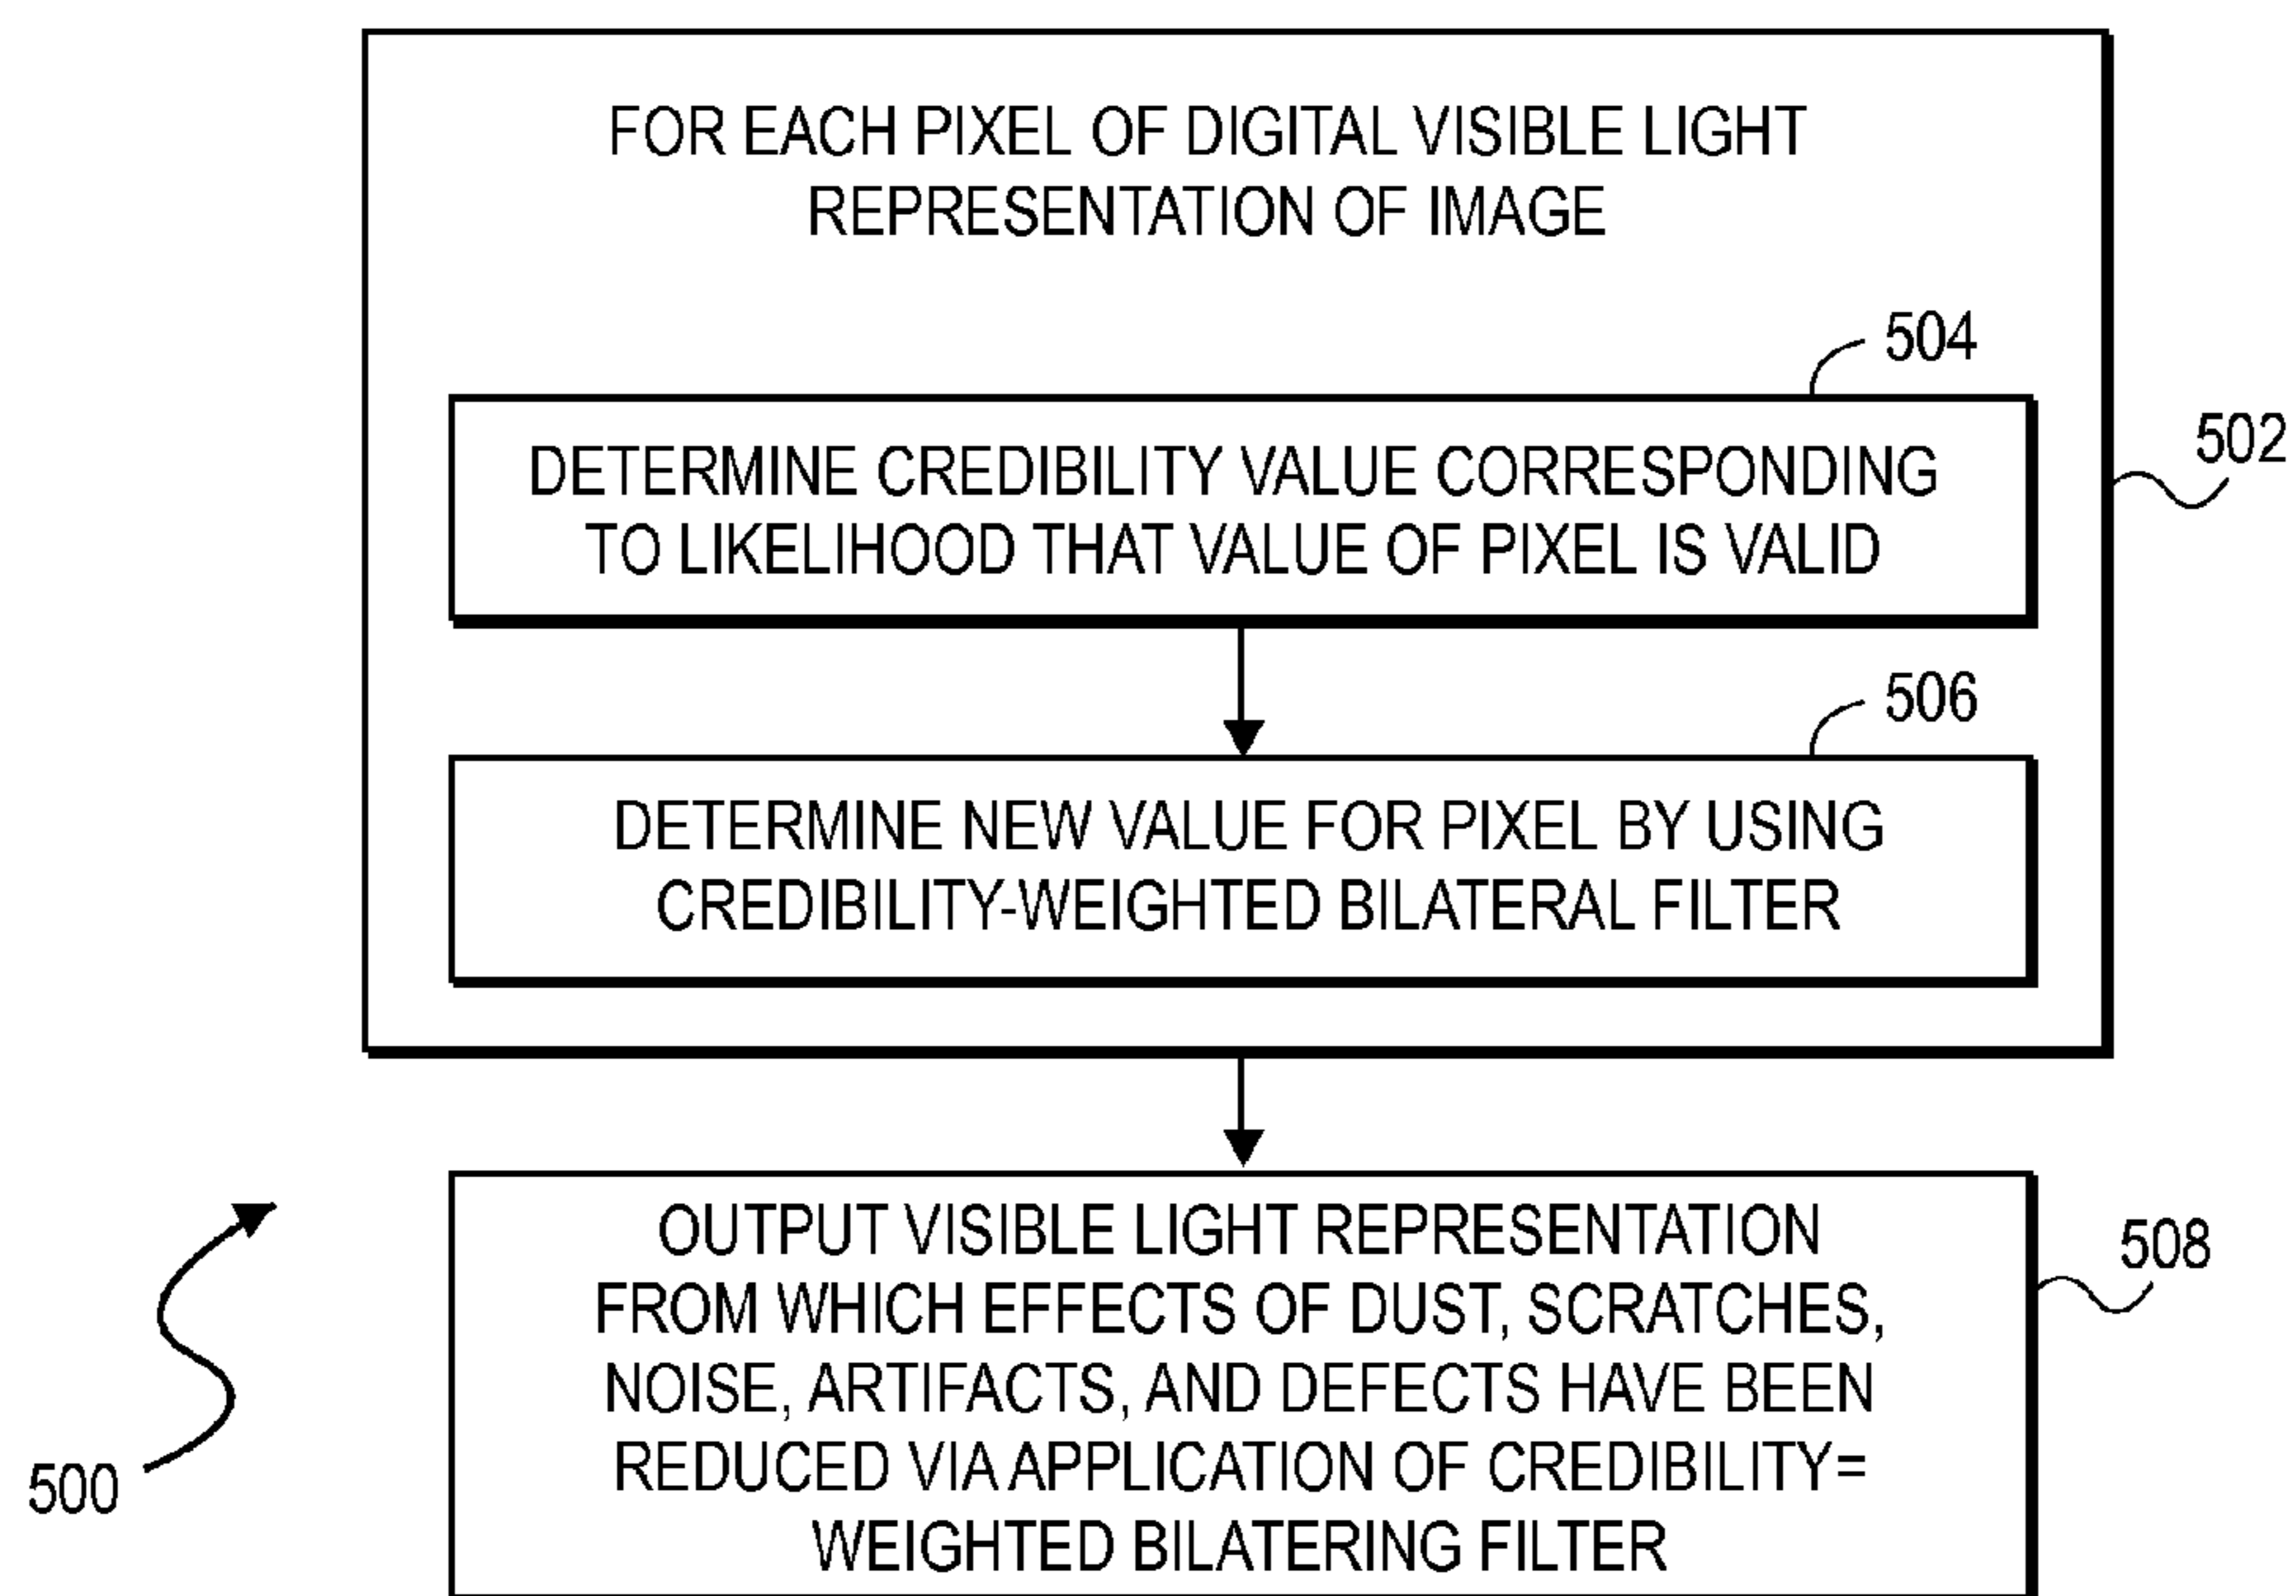 FOR EACH PIXEL OF DIGITAL VISIBLE LIGHT
REPRESENTATION OF IMAGE
504
502
DETERMINE CREDIBILITY VALUE CORRESPONDING
TO LIKELIHOOD THAT VALUE OF PIXEL IS VALID
506
DETERMINE NEW VALUE FOR PIXEL BY USING
CREDIBILITY-WEIGHTED BILATERAL FILTER
OUTPUT VISIBLE LIGHT REPRESENTATION
FROM WHICH EFFECTS OF DUST, SCRATCHES,
NOISE, ARTIFACTS, AND DEFECTS HAVE BEEN
REDUCED VIA APPLICATION OF CREDIBILITY=
WEIGHTED BILATERING FILTER
508
500